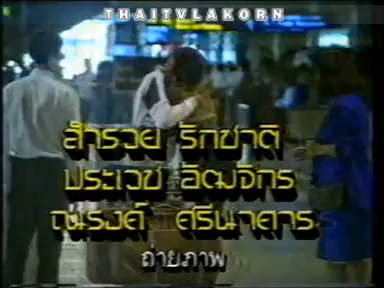 THAITVLAKORN
สำรวย รักชาติ
ประเวช อิฒจักร
ณรงค์ ศรีนาคาร
ถ่ายภาพ